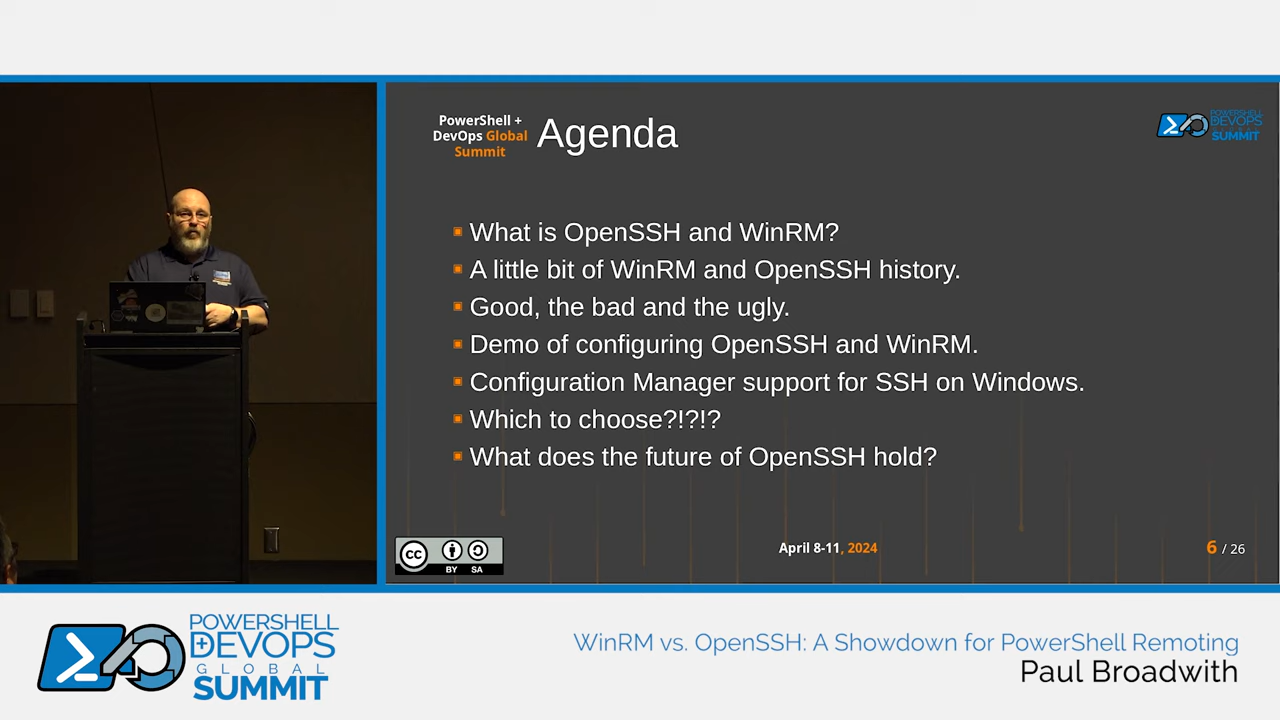 PowerShell +
DevOps Global
Summit
Agenda
POWERSHELL
DEVOPS
SUMMIT
What is OpenSSH and WinRM?
A little bit of WinRM and OpenSSH history.
Good, the bad and the ugly.
Demo of configuring OpenSSH and WinRM.
Configuration Manager support for SSH on Windows.
Which to choose?!?!?
What does the future of OpenSSH hold?
cc
BY SA
April 8-11, 2024
6 / 26
POWERSHELL
+DEVOPS
GLOBAL
SUMMIT
WinRM vs. OpenSSH: A Showdown for PowerShell Remoting
Paul Broadwith